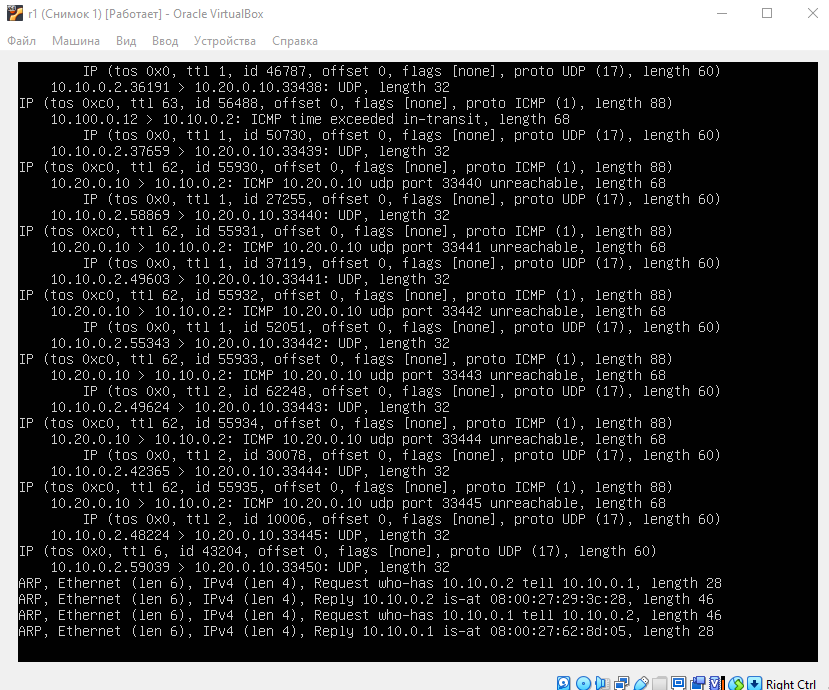 r1 (Снимок 1) [Работает] - Oracle VirtualBox
Файл Машина Вид Ввод Устройства Справка
IP (tos 0x0, ttl 1, id 46787, offset 0, flags [none], proto UDP (17), length 60)
10.10.0.2.36191 > 10.20.0.10.33438: UDP, length 32
IP (tos 0xc0, ttl 63, id 56488, offset 0, flags [none], proto ICMP (1), length 88)
10.100.0.12 > 10.10.0.2: ICMP time exceeded in-transit, length 68
IP (tos 0x0, ttl 1, id 50730, offset 0, flags [none], proto UDP (17), length 60)
10.10.0.2.37659 > 10.20.0.10.33439: UDP, length 32
IP (tos 0xc0, ttl 62, id 55930, offset 0, flags [none], proto ICMP (1), length 88)
10.20.0.10 > 10.10.0.2: ICMP 10.20.0.10 udp port 33440 unreachable, length 68
IP (tos 0x0, ttl 1, id 27255, offset 0, flags [none], proto UDP (17), length 60)
10.10.0.2.58869 > 10.20.0.10.33440: UDP, length 32
IP (tos 0xc0, ttl 62, id 55931, offset 0, flags [none], proto ICMP (1), length 88)
10.20.0.10 > 10.10.0.2: ICMP 10.20.0.10 udp port 33441 unreachable, length 68
IP (tos 0x0, ttl 1, id 37119, offset 0, flags [none], proto UDP (17), length 60)
10.10.0.2.49603 > 10.20.0.10.33441: UDP, length 32
IP (tos 0xc0, ttl 62, id 55932, offset 0, flags [none], proto ICMP (1), length 88)
10.20.0.10 > 10.10.0.2: ICMP 10.20.0.10 udp port 33442 unreachable, length 68
IP (tos 0x0, ttl 1, id 52051, offset 0, flags [none], proto UDP (17), length 60)
10.10.0.2.55343 > 10.20.0.10.33442: UDP, length 32
IP (tos 0xc0, ttl 62, id 55933, offset 0, flags [none], proto ICMP (1), length 88)
10.20.0.10 > 10.10.0.2: ICMP 10.20.0.10 udp port 33443 unreachable, length 68
IP (tos 0x0, ttl 2, id 62248, offset 0, flags [none], proto UDP (17), length 60)
10.10.0.2.49624 > 10.20.0.10.33443: UDP, length 32
IP (tos 0xc0, ttl 62, id 55934, offset 0, flags [none], proto ICMP (1), length 88)
10.20.0.10 > 10.10.0.2: ICMP 10.20.0.10 udp port 33444 unreachable, length 68
IP (tos 0x0, ttl 2, id 30078, offset 0, flags [none], proto UDP (17), length 60)
10.10.0.2.42365 > 10.20.0.10.33444: UDP, length 32
IP (tos 0xc0, ttl 62, id 55935, offset 0, flags [none], proto ICMP (1), length 88)
10.20.0.10 > 10.10.0.2: ICMP 10.20.0.10 udp port 33445 unreachable, length 68
IP (tos 0x0, ttl 2, id 10006, offset 0, flags [none], proto UDP (17), length 60)
10.10.0.2.48224 > 10.20.0.10.33445: UDP, length 32
IP (tos 0x0, ttl 6, id 43204, offset 0, flags [none], proto UDP (17), length 60)
10.10.0.2.59039 > 10.20.0.10.33450: UDP, length 32
ARP, Ethernet (len 6), IPv4 (len 4), Request who-has 10.10.0.2 tell 10.10.0.1, length 28
ARP, Ethernet (len 6), IPv4 (len 4), Reply 10.10.0.2 is-at 08:00:27:29:3c:28, length 46
ARP, Ethernet (len 6), IPv4 (len 4), Request who-has 10.10.0.1 tell 10.10.0.2, length 46
ARP, Ethernet (len 6), IPv4 (len 4), Reply 10.10.0.1 is-at 08:00:27:62:8d:05, length 28
Right Ctrl